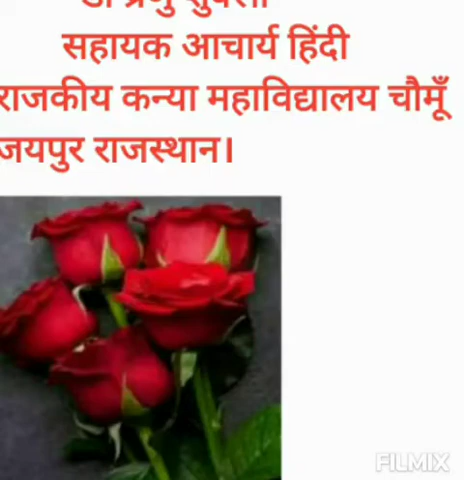 सहायक आचार्य हिंदी
राजकीय कन्या महाविद्यालय चौमूँ
जयपुर राजस्थान।
FILMIX